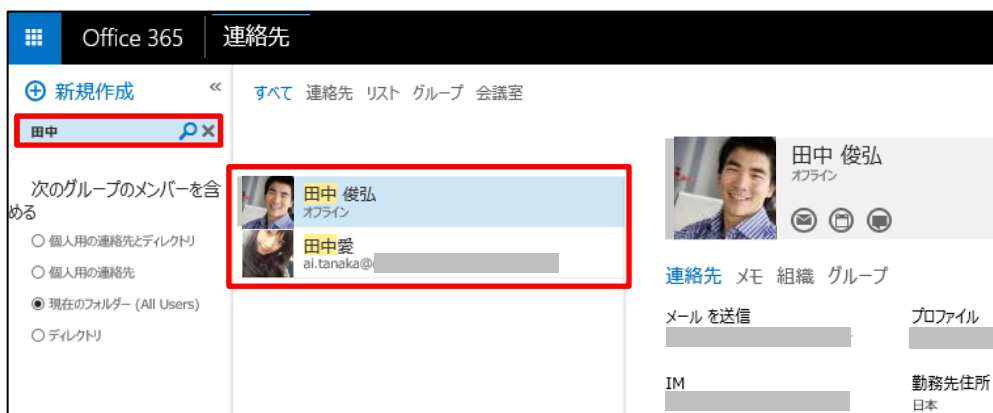 Office 365 連絡先
新規作成 «
すべて 連絡先 リスト グループ 会議室
田中
次のグループのメンバーを含
める
個人用の連絡先とディレクトリ
個人用の連絡先
現在のフォルダー (All Users)
ディレクトリ
田中 俊弘
オフライン
田中愛
ai.tanaka@
田中 俊弘
オフライン
連絡先 メモ 組織 グループ
メール を送信 プロファイル
IM 勤務先住所
日本